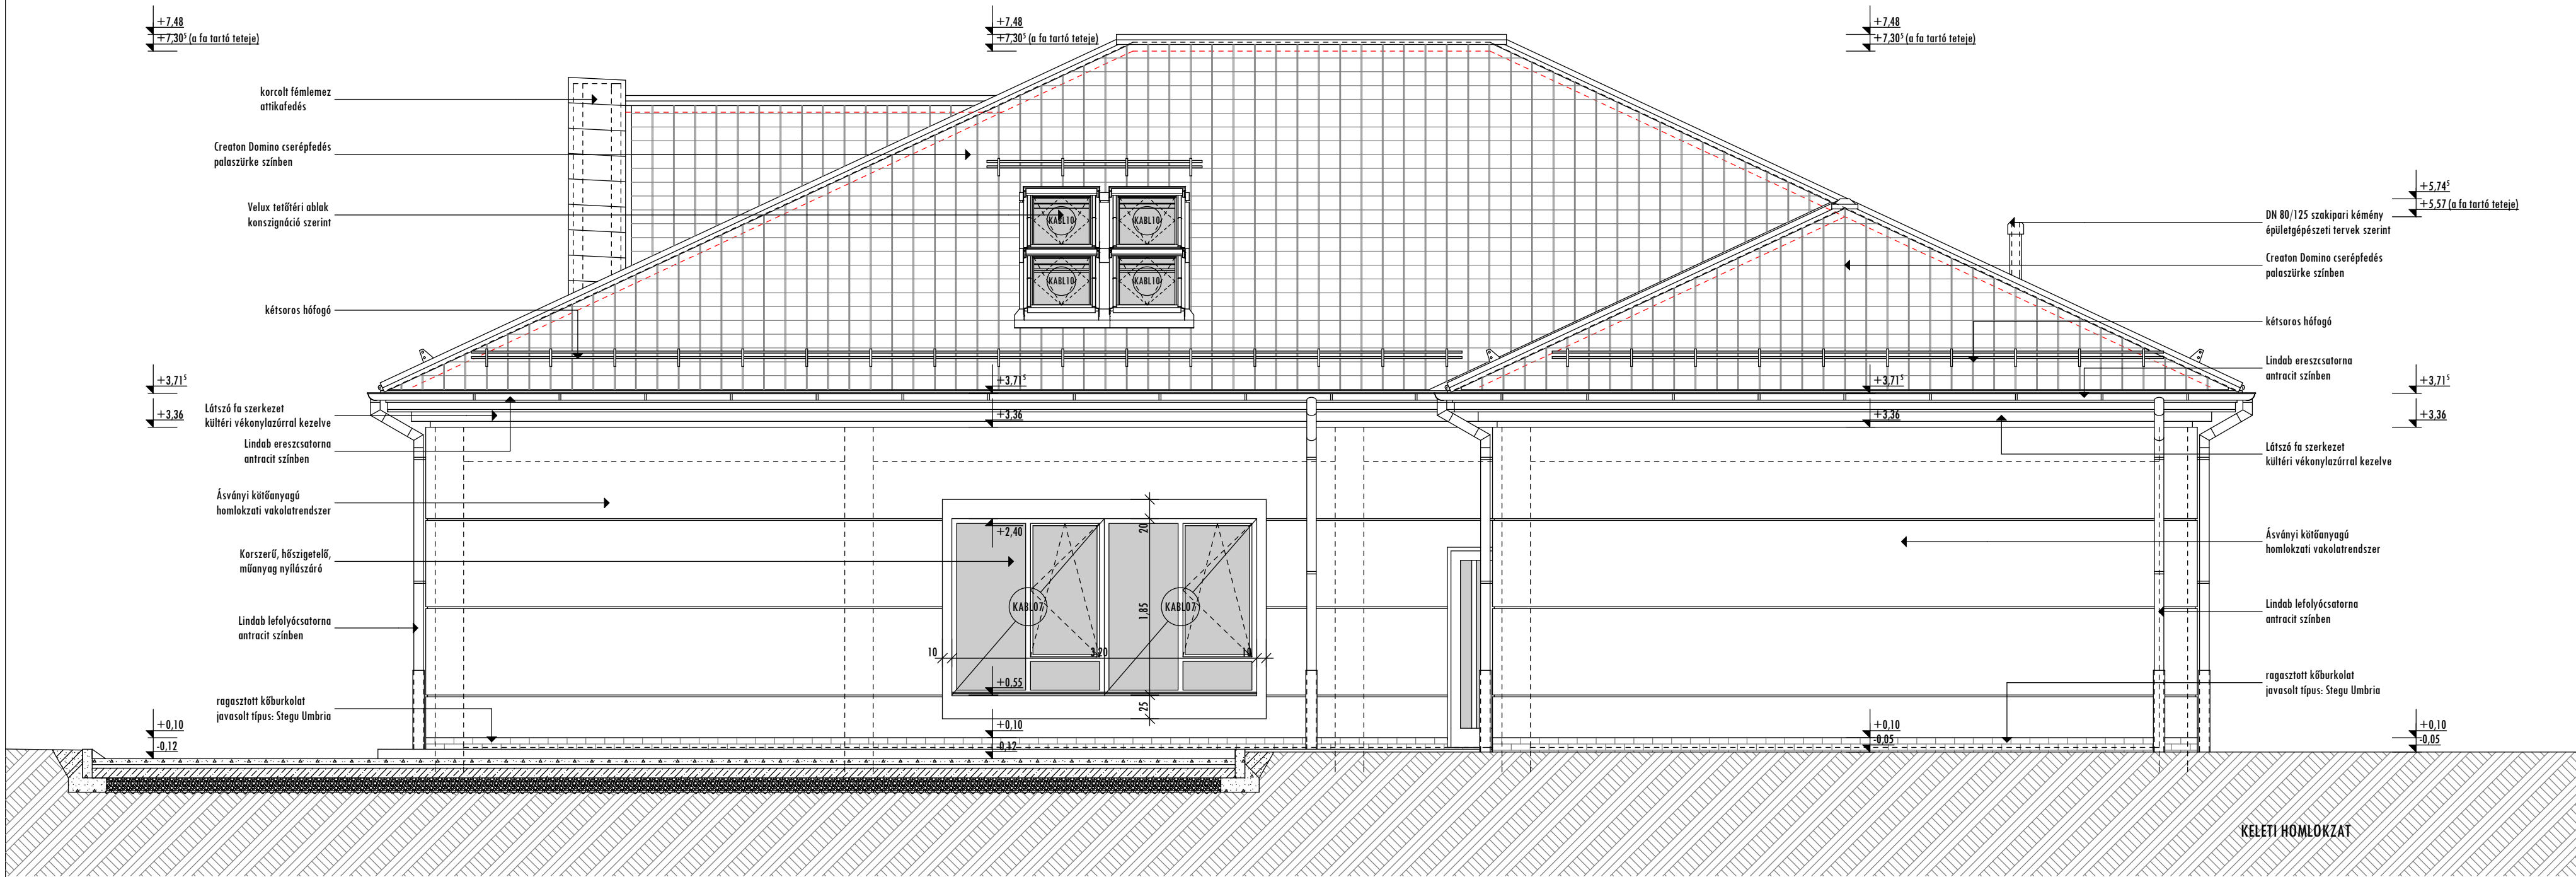 +7,48
+7,30⁵ (a fa tartó teteje)
+7,48
+7,30⁵ (a fa tartó teteje)
+7,48
+7,30⁵ (a fa tartó teteje)
korcolt fémlemez
attikafedés
Creaton Domino cserépfedés
palaszürke színben
Velux tetőtéri ablak
konszignáció szerint
kétsoros hófogó
+3,71⁵
+3,36
Látszó fa szerkezet
kültéri vékonylazúrral kezelve
Lindab ereszcsatorna
antracit színben
Ásványi kötőanyagú
homlokzati vakolatrendszer
Korszerű, hőszigetelő,
műanyag nyílászáró
Lindab lefolyócsatorna
antracit színben
ragasztott kőburkolat
javasolt típus: Stegu Umbria
+0,10
-0,12
KABL10
KABL10
KABL10
KABL10
+3,71⁵
+3,36
+2,40
20
KABL07
KABL07
1,85
10
3,20
10
+0,55
25
+0,10
-0,12
+3,71⁵
+3,36
+0,10
-0,05
+5,74⁵
+5,57 (a fa tartó teteje)
DN 80/125 szakipari kémény
épületgépészeti tervek szerint
Creaton Domino cserépfedés
palaszürke színben
kétsoros hófogó
Lindab ereszcsatorna
antracit színben
+3,71⁵
+3,36
Látszó fa szerkezet
kültéri vékonylazúrral kezelve
Ásványi kötőanyagú
homlokzati vakolatrendszer
Lindab lefolyócsatorna
antracit színben
ragasztott kőburkolat
javasolt típus: Stegu Umbria
+0,10
-0,05
KELETI HOMLOKZAT